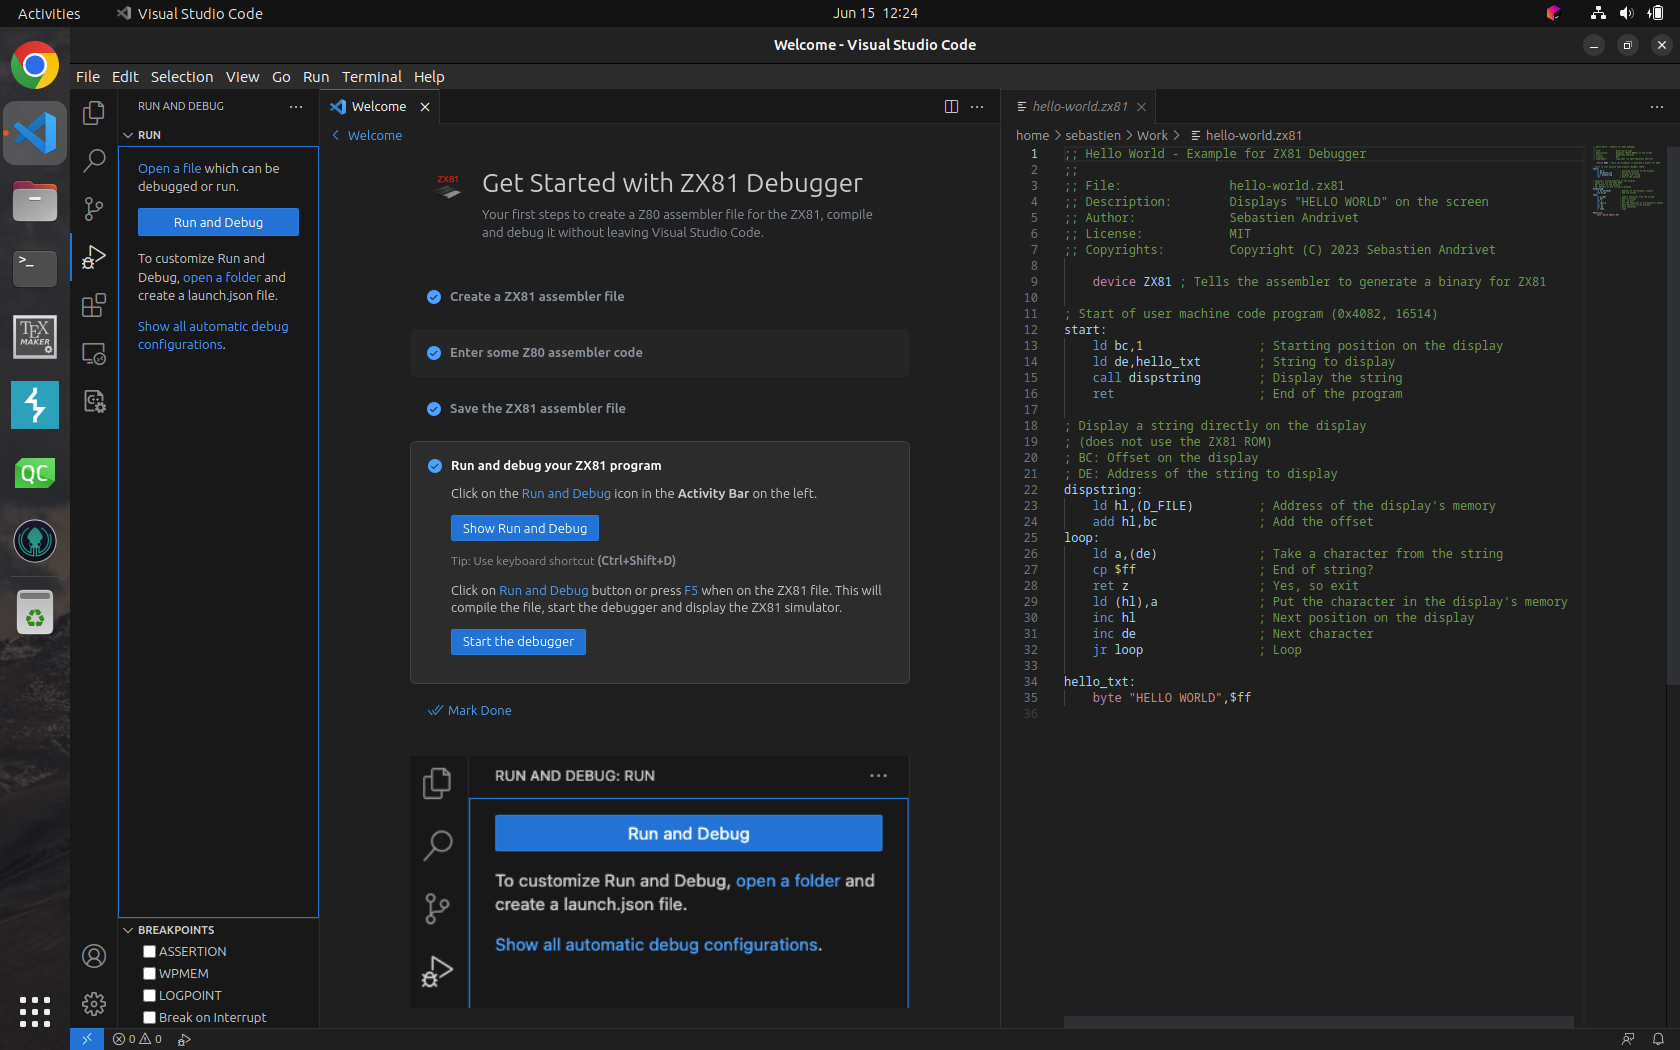 Activities
Visual Studio Code
Jun 15 12:24
Welcome - Visual Studio Code
File Edit Selection View Go Run Terminal Help
RUN AND DEBUG
RUN
Open a file which can be
debugged or run.
Run and Debug
To customize Run and
Debug, open a folder and
create a launch.json file.
Show all automatic debug
configurations.
BREAKPOINTS
ASSERTION
WPMEM
LOGPOINT
Break on Interrupt
TEX
MAKER
QC
>_
Welcome
Welcome
ZX81
Get Started with ZX81 Debugger
Your first steps to create a Z80 assembler file for the ZX81, compile
and debug it without leaving Visual Studio Code.
Create a ZX81 assembler file
Enter some Z80 assembler code
Save the ZX81 assembler file
Run and debug your ZX81 program
Click on the Run and Debug icon in the Activity Bar on the left.
Show Run and Debug
Tip: Use keyboard shortcut (Ctrl+Shift+D)
Click on Run and Debug button or press F5 when on the ZX81 file. This will
compile the file, start the debugger and display the ZX81 simulator.
Start the debugger
Mark Done
RUN AND DEBUG: RUN
Run and Debug
To customize Run and Debug, open a folder and
create a launch.json file.
Show all automatic debug configurations.
hello-world.zx81
home > sebastien > Work > hello-world.zx81
1 ;; Hello World - Example for ZX81 Debugger
2 ;;
3 ;; File: hello-world.zx81
4 ;; Description: Displays "HELLO WORLD" on the screen
5 ;; Author: Sebastien Andrivet
6 ;; License: MIT
7 ;; Copyrights: Copyright (C) 2023 Sebastien Andrivet
8
9 device ZX81 ; Tells the assembler to generate a binary for ZX81
10
11 ; Start of user machine code program (0x4082, 16514)
12 start:
13 ld bc,1 ; Starting position on the display
14 ld de,hello_txt ; String to display
15 call dispstring ; Display the string
16 ret ; End of the program
17
18 ; Display a string directly on the display
19 ; (does not use the ZX81 ROM)
20 ; BC: Offset on the display
21 ; DE: Address of the string to display
22 dispstring:
23 ld hl,(D_FILE) ; Address of the display's memory
24 add hl,bc ; Add the offset
25 loop:
26 ld a,(de) ; Take a character from the string
27 cp $ff ; End of string?
28 ret z ; Yes, so exit
29 ld (hl),a ; Put the character in the display's memory
30 inc hl ; Next position on the display
31 inc de ; Next character
32 jr loop ; Loop
33
34 hello_txt:
35 byte "HELLO WORLD",$ff
36
0 0